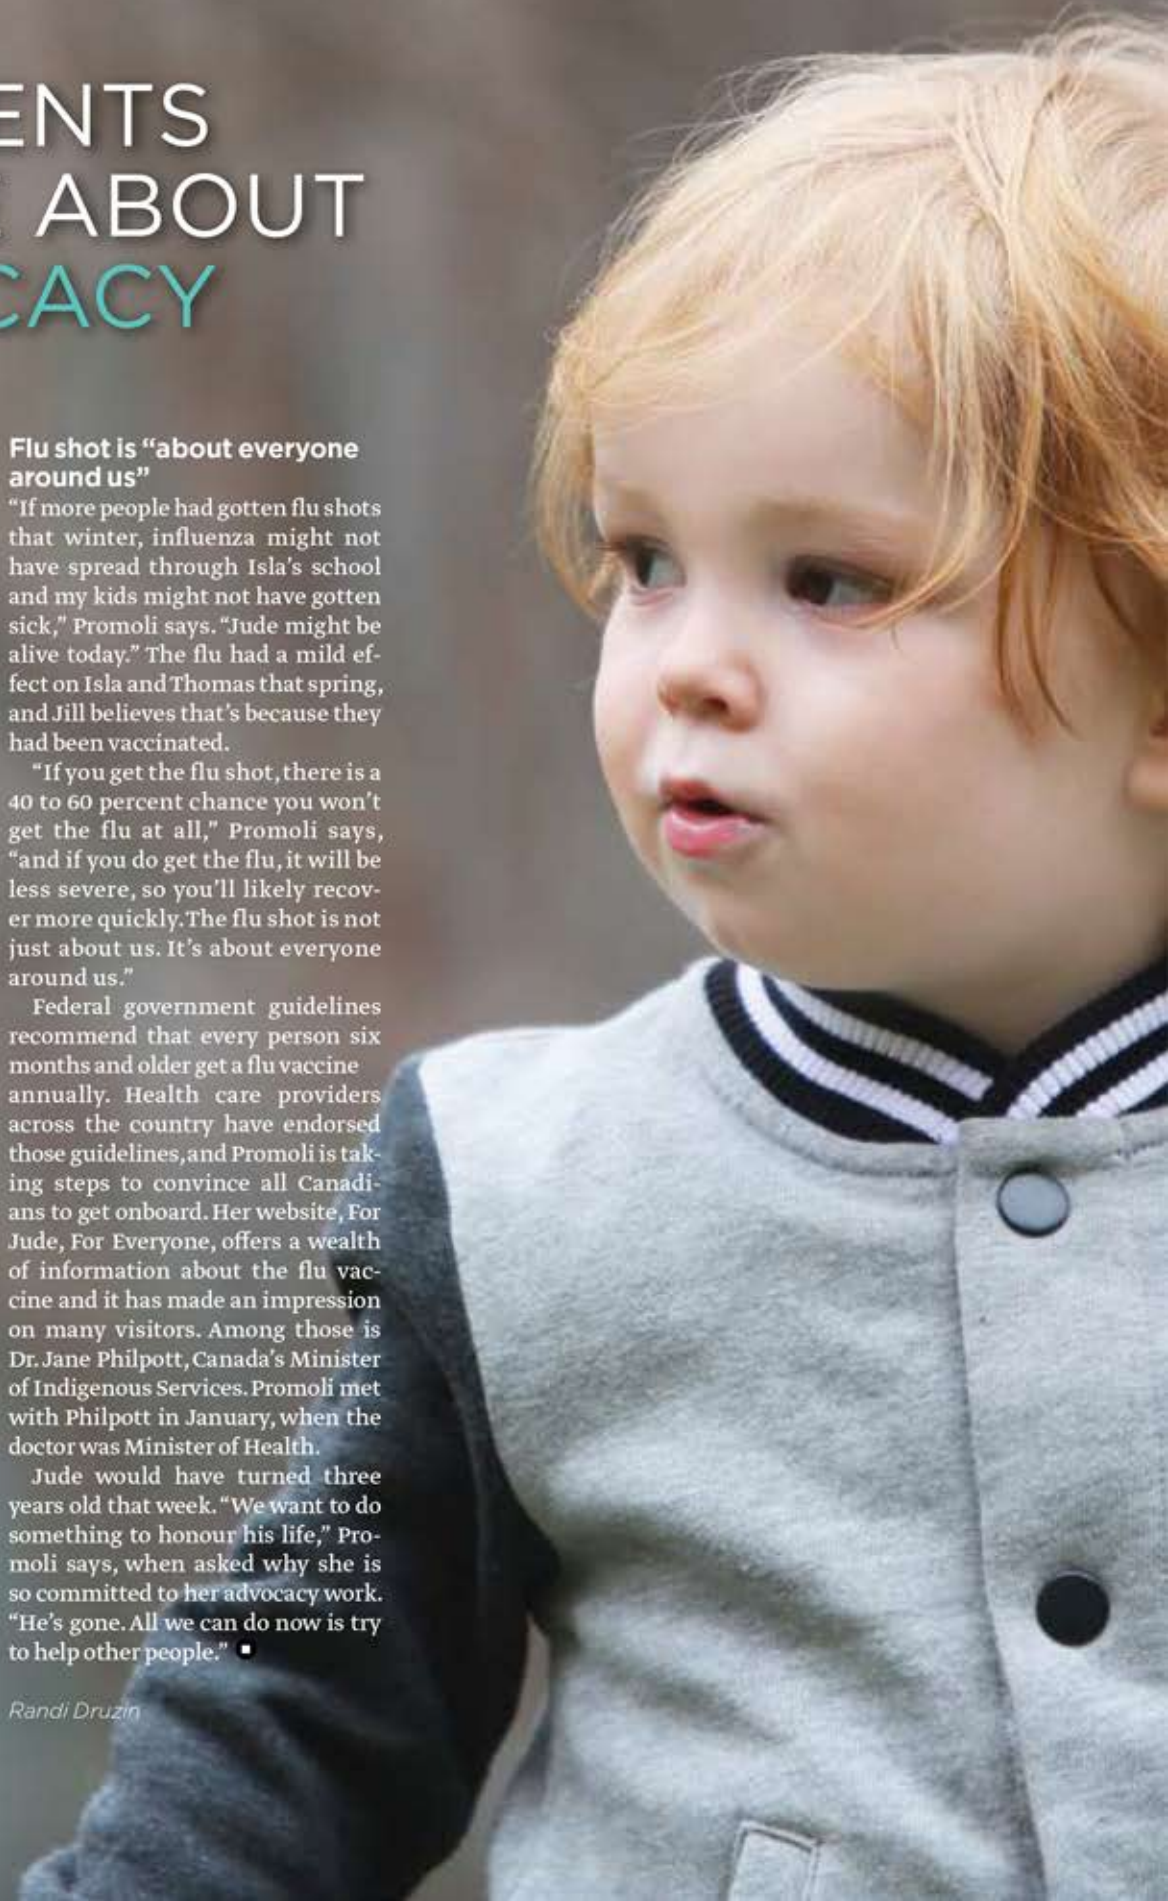 ENTS
ABOUT
CACY
Flu shot is “about everyone
around us”
“If more people had gotten flu shots
that winter, influenza might not
have spread through Isla’s school
and my kids might not have gotten
sick,” Promoli says. “Jude might be
alive today.” The flu had a mild ef-
fect on Isla and Thomas that spring,
and Jill believes that’s because they
had been vaccinated.
“If you get the flu shot, there is a
40 to 60 percent chance you won’t
get the flu at all,” Promoli says,
“and if you do get the flu, it will be
less severe, so you’ll likely recov-
er more quickly. The flu shot is not
just about us. It’s about everyone
around us.”
Federal government guidelines
recommend that every person six
months and older get a flu vaccine
annually. Health care providers
across the country have endorsed
those guidelines, and Promoli is tak-
ing steps to convince all Canadi-
ans to get onboard. Her website, For
Jude, For Everyone, offers a wealth
of information about the flu vac-
cine and it has made an impression
on many visitors. Among those is
Dr. Jane Philpott, Canada’s Minister
of Indigenous Services. Promoli met
with Philpott in January, when the
doctor was Minister of Health.
Jude would have turned three
years old that week. “We want to do
something to honour his life,” Pro-
moli says, when asked why she is
so committed to her advocacy work.
“He’s gone. All we can do now is try
to help other people.”
Randi Druzin